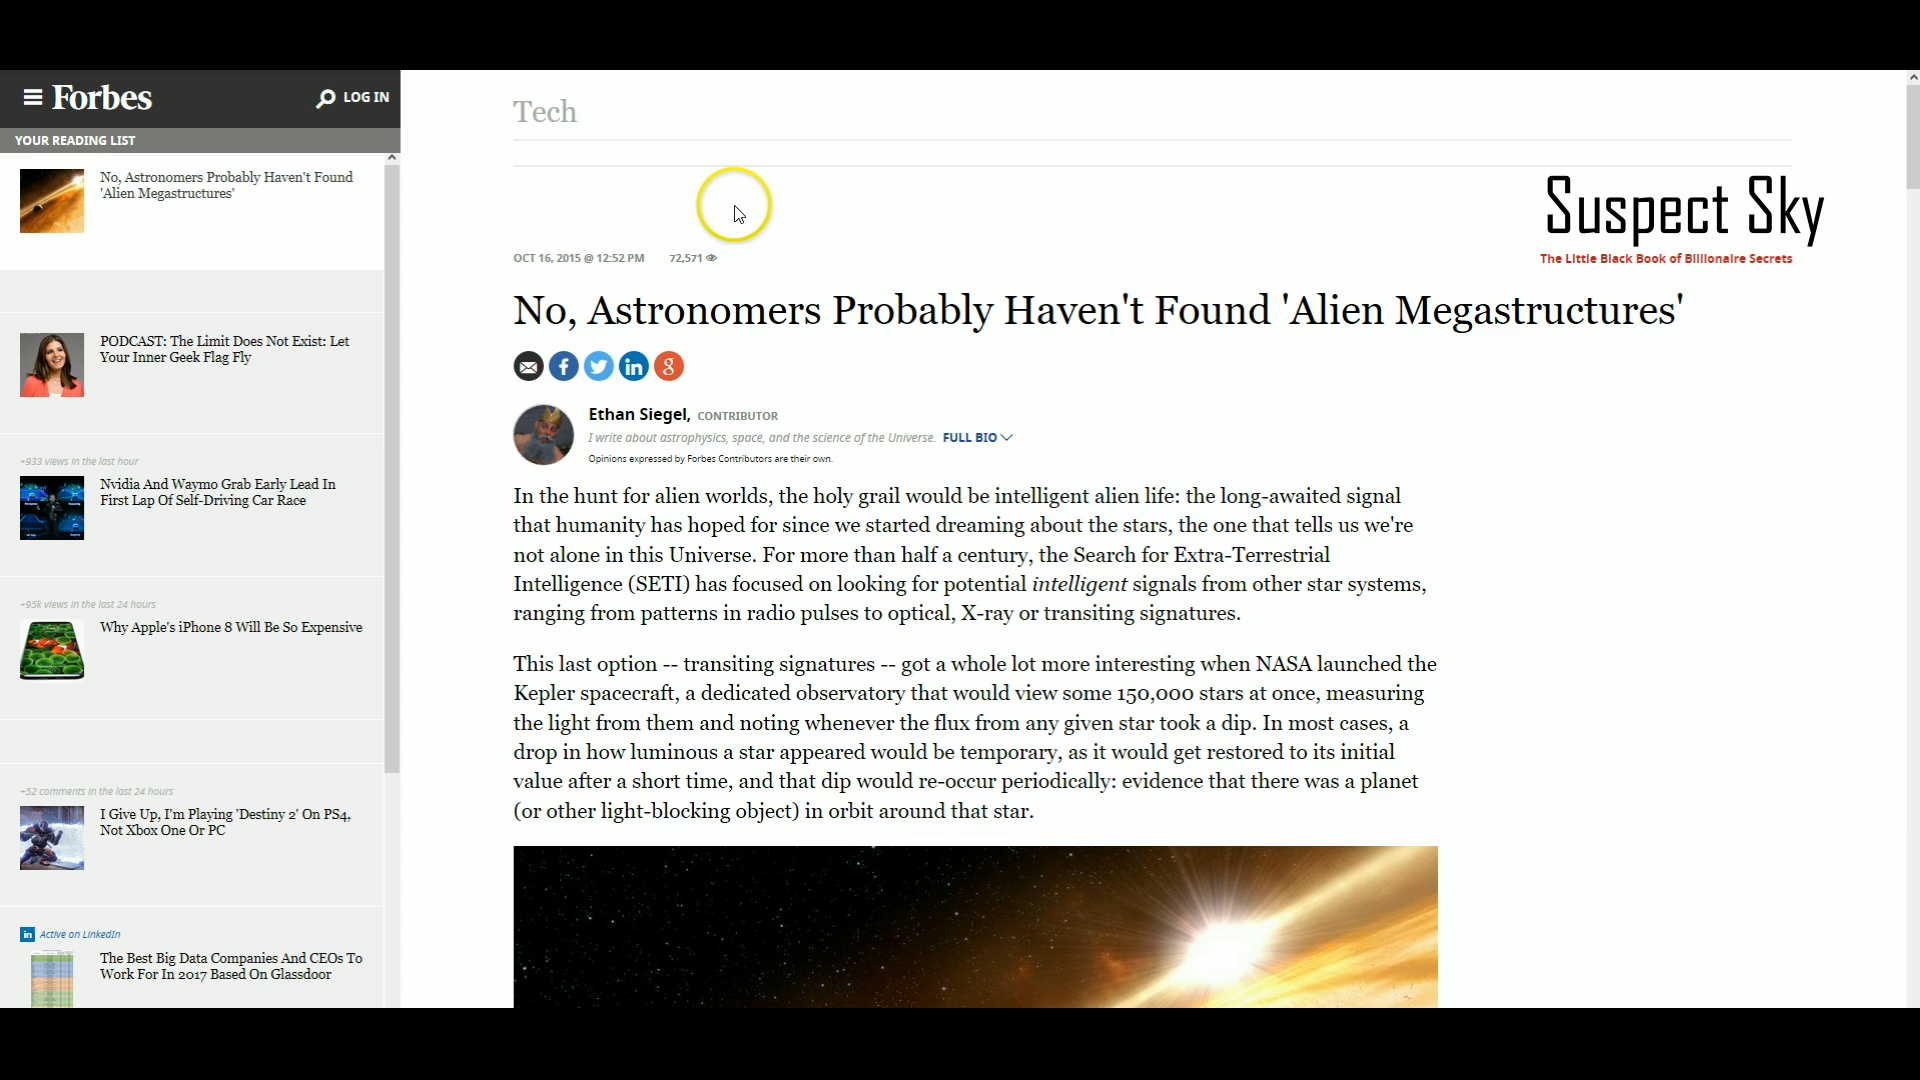 Forbes
LOG IN
YOUR READING LIST
No, Astronomers Probably Haven't Found
'Alien Megastructures'
PODCAST: The Limit Does Not Exist: Let
Your Inner Geek Flag Fly
+933 views in the last hour
Nvidia And Waymo Grab Early Lead In
First Lap Of Self-Driving Car Race
+95k views in the last 24 hours
Why Apple's iPhone 8 Will Be So Expensive
+52 comments in the last 24 hours
I Give Up, I'm Playing 'Destiny 2' On PS4,
Not Xbox One Or PC
in Active on LinkedIn
The Best Big Data Companies And CEOs To
Work For In 2017 Based On Glassdoor
Tech
Suspect Sky
OCT 16, 2015 @ 12:52 PM 72,571
The Little Black Book of Billionaire Secrets
No, Astronomers Probably Haven't Found 'Alien Megastructures'
Ethan Siegel, CONTRIBUTOR
I write about astrophysics, space, and the science of the Universe. FULL BIO
Opinions expressed by Forbes Contributors are their own.
In the hunt for alien worlds, the holy grail would be intelligent alien life: the long-awaited signal
that humanity has hoped for since we started dreaming about the stars, the one that tells us we're
not alone in this Universe. For more than half a century, the Search for Extra-Terrestrial
Intelligence (SETI) has focused on looking for potential intelligent signals from other star systems,
ranging from patterns in radio pulses to optical, X-ray or transiting signatures.
This last option -- transiting signatures -- got a whole lot more interesting when NASA launched the
Kepler spacecraft, a dedicated observatory that would view some 150,000 stars at once, measuring
the light from them and noting whenever the flux from any given star took a dip. In most cases, a
drop in how luminous a star appeared would be temporary, as it would get restored to its initial
value after a short time, and that dip would re-occur periodically: evidence that there was a planet
(or other light-blocking object) in orbit around that star.